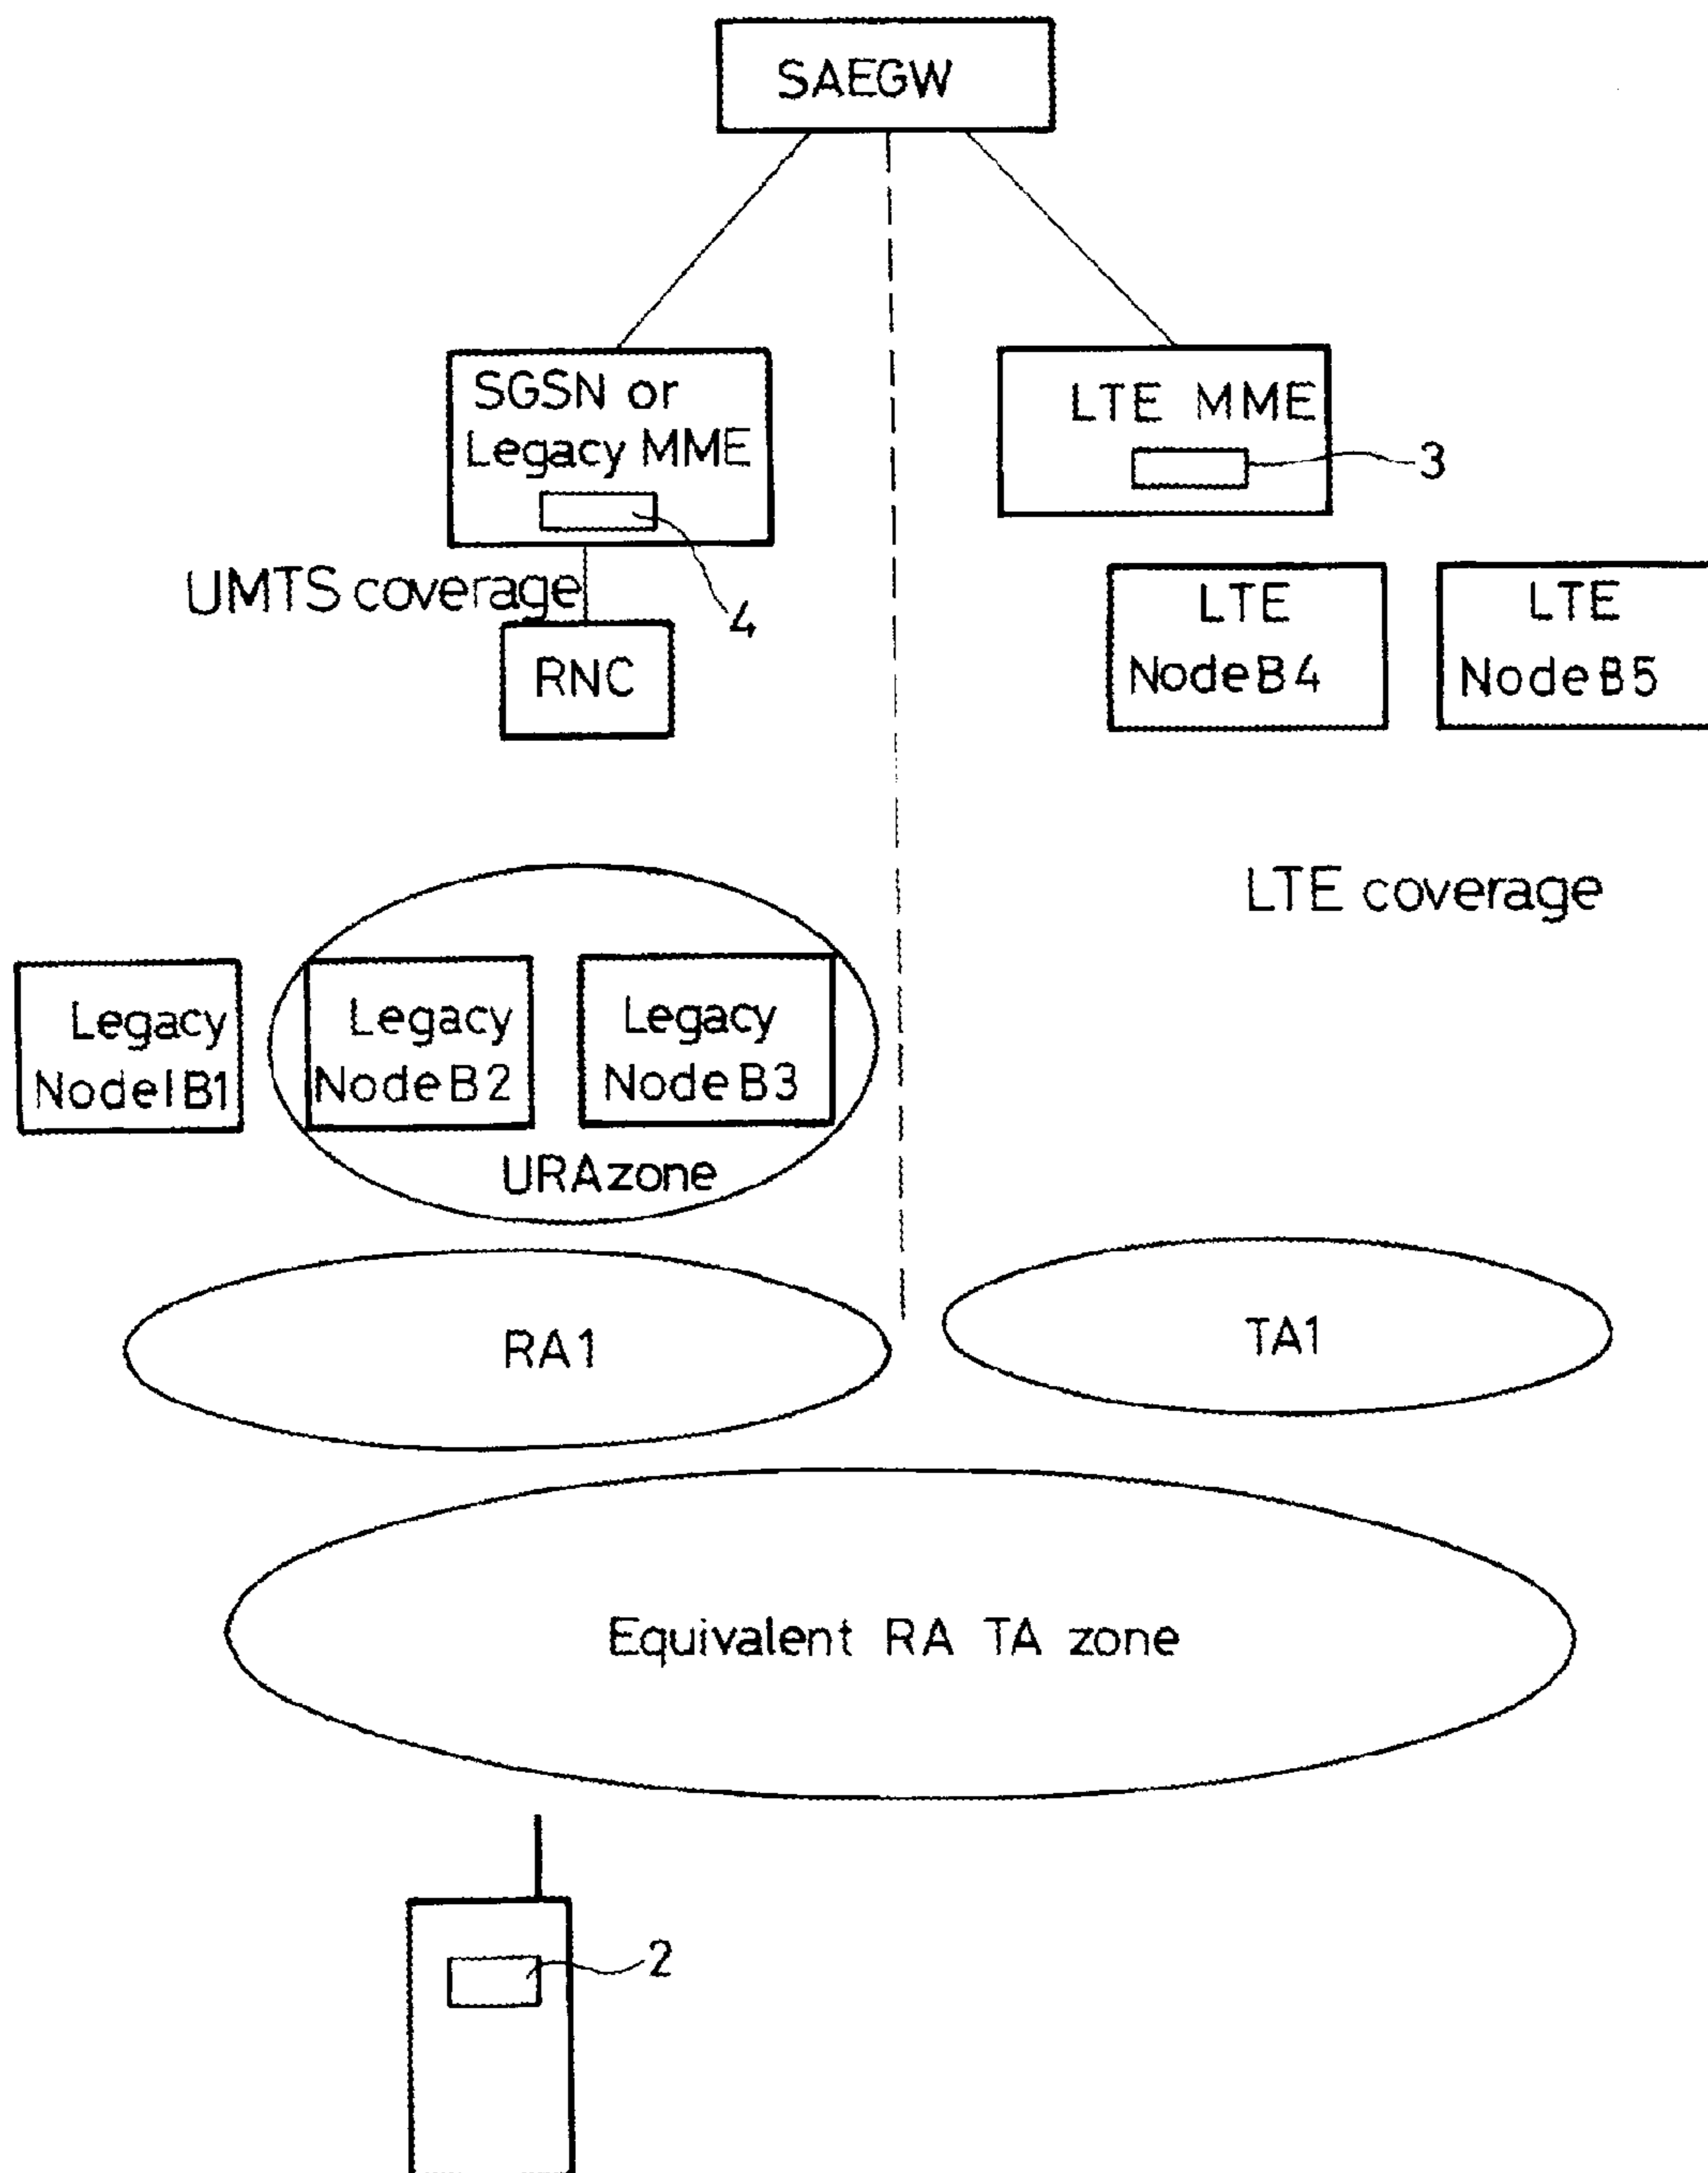 SAEGW
SGSN or
Legacy MME
4
LTE MME
3
UMTS coverage
RNC
LTE
NodeB4
LTE
NodeB5
LTE coverage
Legacy
NodelB1
Legacy
NodeB2
Legacy
NodeB3
URAzone
RA1
TA1
Equivalent RA TA zone
2